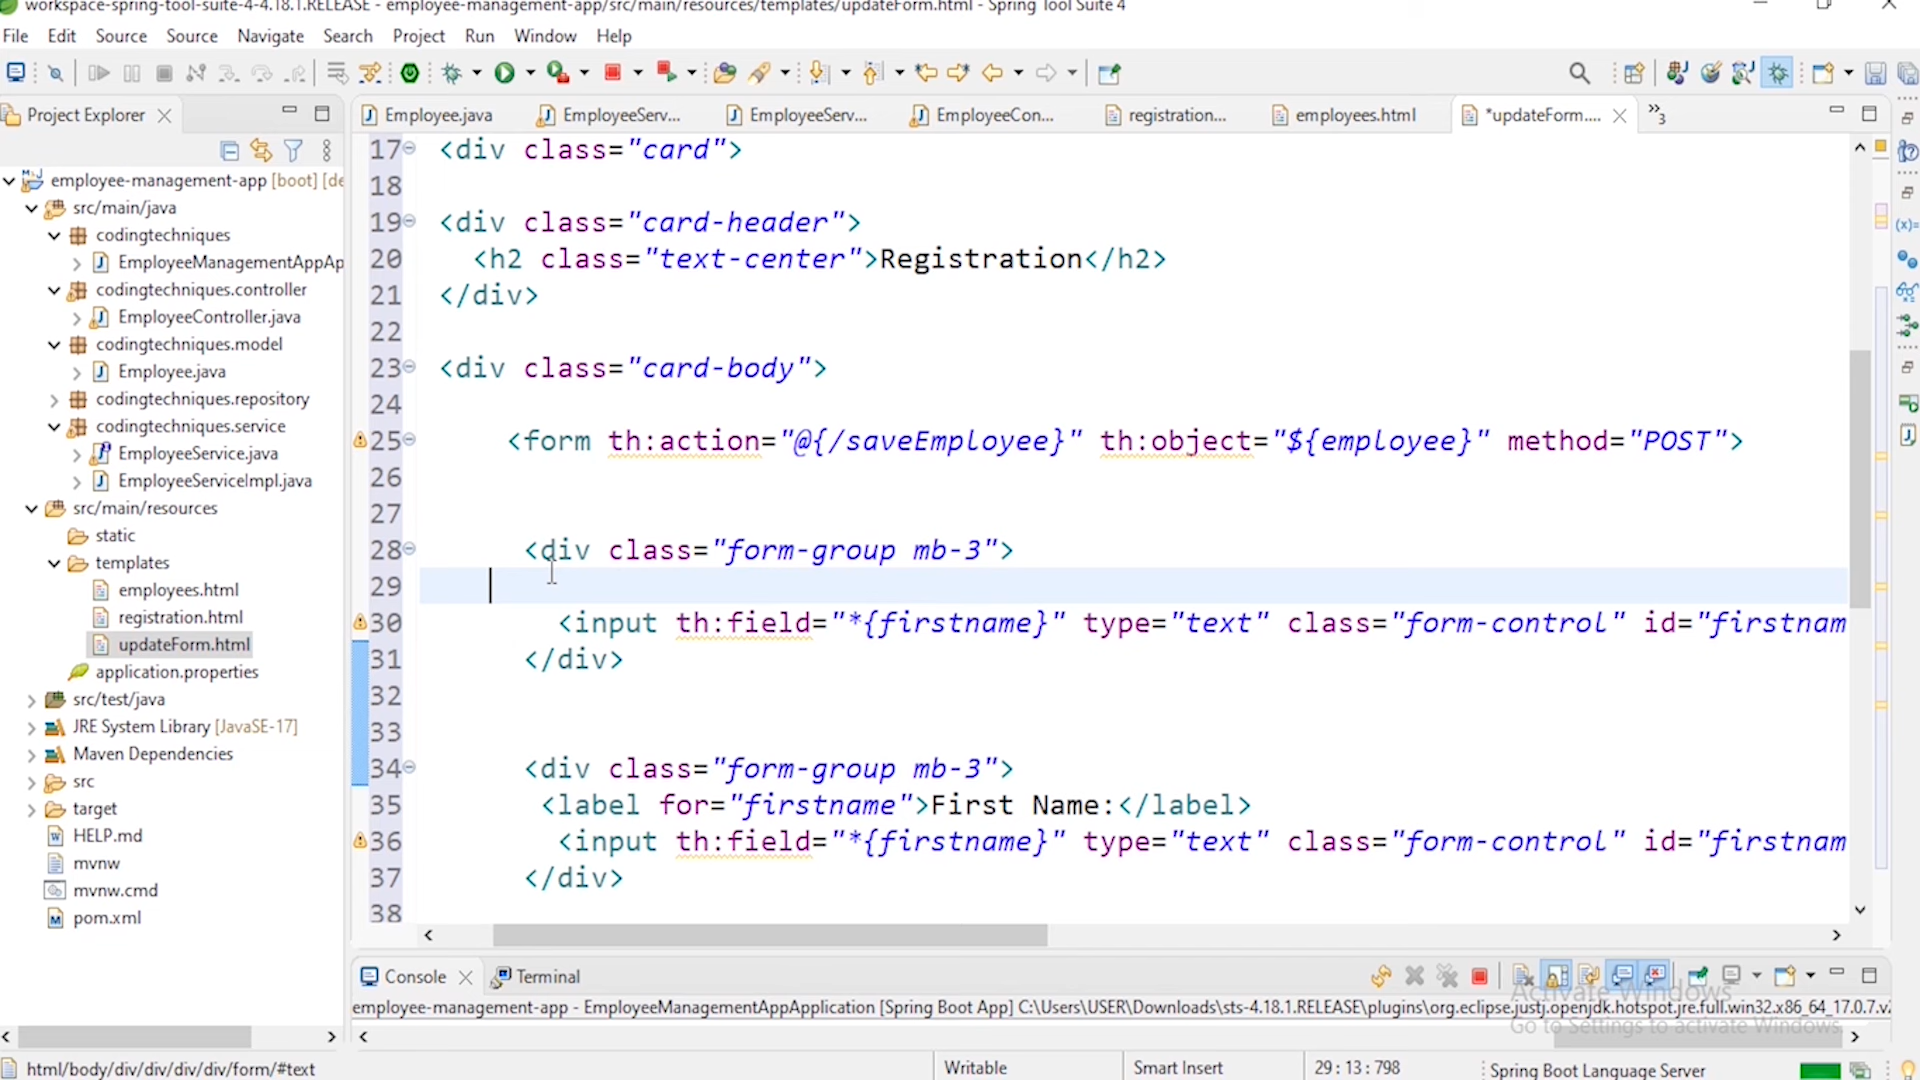 workspace-spring-tool-suite-4-4.18.1.RELEASE - employee-management-app/src/main/resources/templates/updateForm.html - Spring Tool Suite 4
File Edit Source Source Navigate Search Project Run Window Help
Project Explorer
Employee.java
EmployeeServ...
EmployeeServ...
EmployeeCon...
registration...
employees.html
*updateForm....
»3
employee-management-app [boot] [de
src/main/java
codingtechniques
EmployeeManagementAppAp
codingtechniques.controller
EmployeeController.java
codingtechniques.model
Employee.java
codingtechniques.repository
codingtechniques.service
EmployeeService.java
EmployeeServiceImpl.java
src/main/resources
static
templates
employees.html
registration.html
updateForm.html
application.properties
src/test/java
JRE System Library [JavaSE-17]
Maven Dependencies
src
target
HELP.md
mvnw
mvnw.cmd
pom.xml
17 <div class="card">
18
19 <div class="card-header">
20 <h2 class="text-center">Registration</h2>
21 </div>
22
23 <div class="card-body">
24
25 <form th:action="@{/saveEmployee}" th:object="${employee}" method="POST">
26
27
28 <div class="form-group mb-3">
29
30 <input th:field="*{firstname}" type="text" class="form-control" id="firstnam
31 </div>
32
33
34 <div class="form-group mb-3">
35 <label for="firstname">First Name:</label>
36 <input th:field="*{firstname}" type="text" class="form-control" id="firstnam
37 </div>
38
Console
Terminal
employee-management-app - EmployeeManagementAppApplication [Spring Boot App] C:\Users\USER\Downloads\sts-4.18.1.RELEASE\plugins\org.eclipse.justj.openjdk.hotspot.jre.full.win32.x86_64_17.0.7.v
Activate Windows
Go to Settings to activate Windows.
html/body/div/div/div/div/form/#text
Writable
Smart Insert
29 : 13 : 798
Spring Boot Language Server